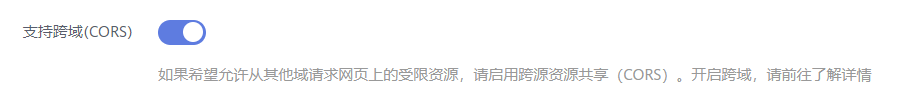 支持跨域(CORS)
如果希望允许从其他域请求网页上的受限资源，请启用跨源资源共享（CORS）。开启跨域，请前往了解详情